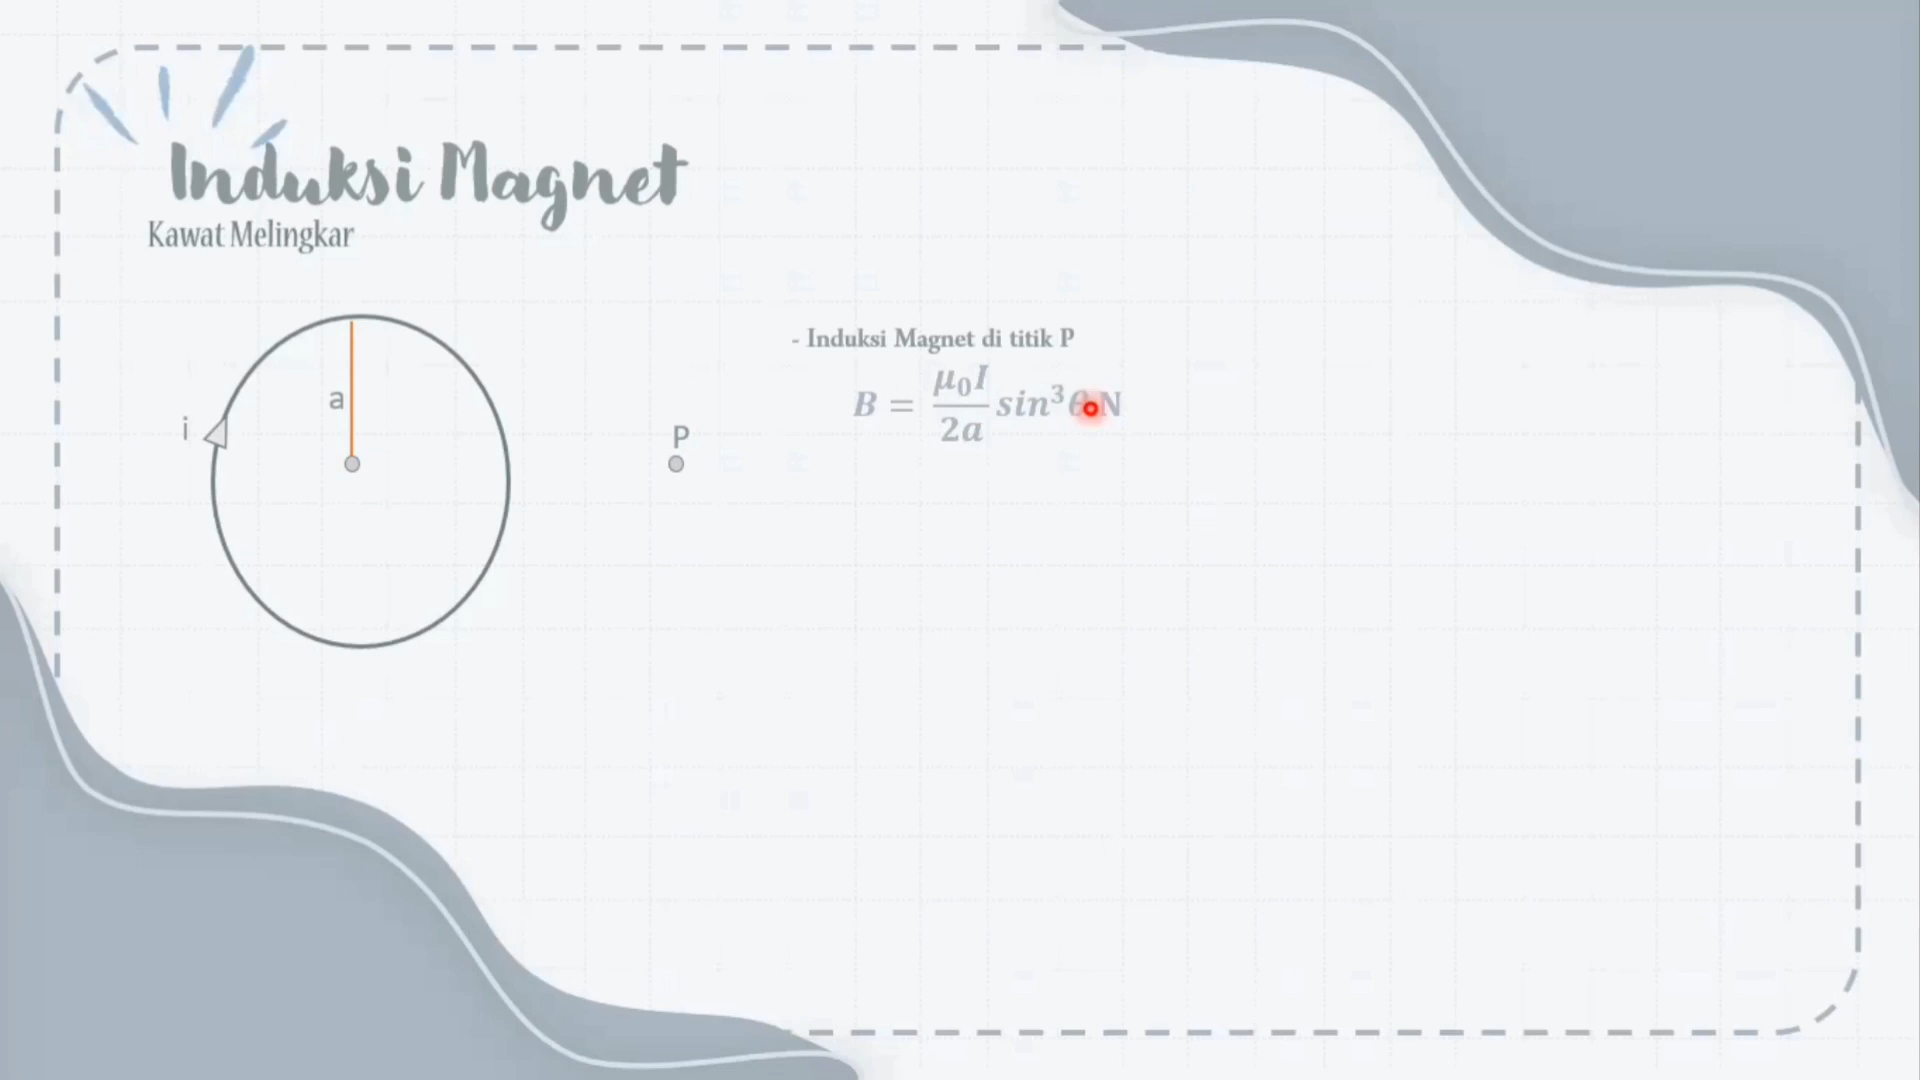 Induksi Magnet
Kawat Melingkar
- Induksi Magnet di titik P
B = μ₀I / 2a sin³θ N
a
i
P